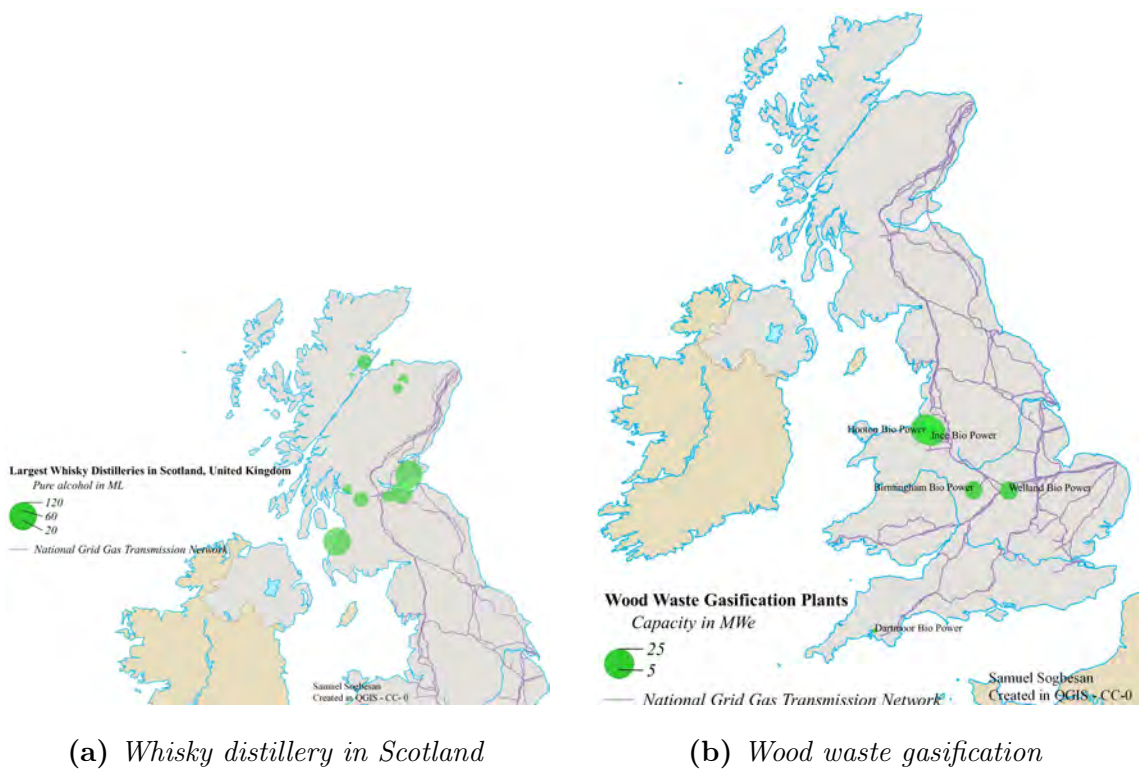 Largest Whisky Distilleries in Scotland, United Kingdom
Pure alcohol in ML
120
60
20
National Grid Gas Transmission Network
Samuel Sogbesan
Created in QGIS - CC- 0
(a) Whisky distillery in Scotland
Hooton Bio Power
Ince Bio Power
Birmingham Bio Power
Welland Bio Power
Dartmoor Bio Power
Wood Waste Gasification Plants
Capacity in MWe
25
5
National Grid Gas Transmission Network
Samuel Sogbesan
Created in QGIS - CC-0
(b) Wood waste gasification